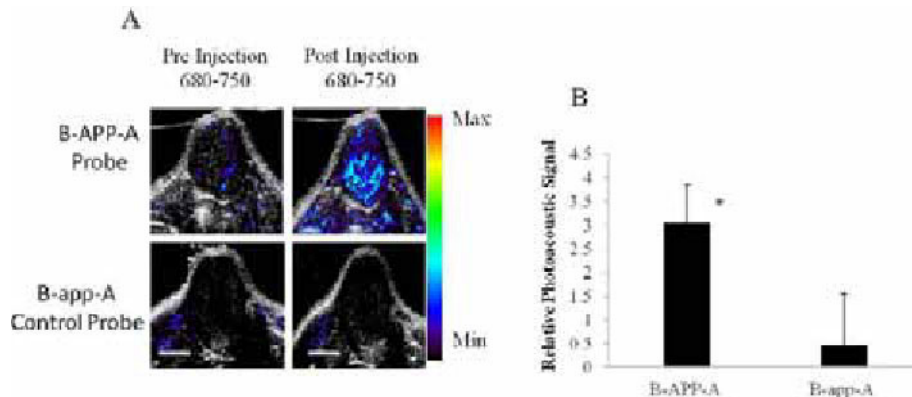 A
Pre Injection
680-750
Post Injection
680-750
B-APP-A
Probe
B-app-A
Control Probe
Max
Min
B
Relative Photoacoustic Signal
4.5
4
3.5
3
2.5
2
1.5
1
0.5
0
*
B-APP-A
B-app-A